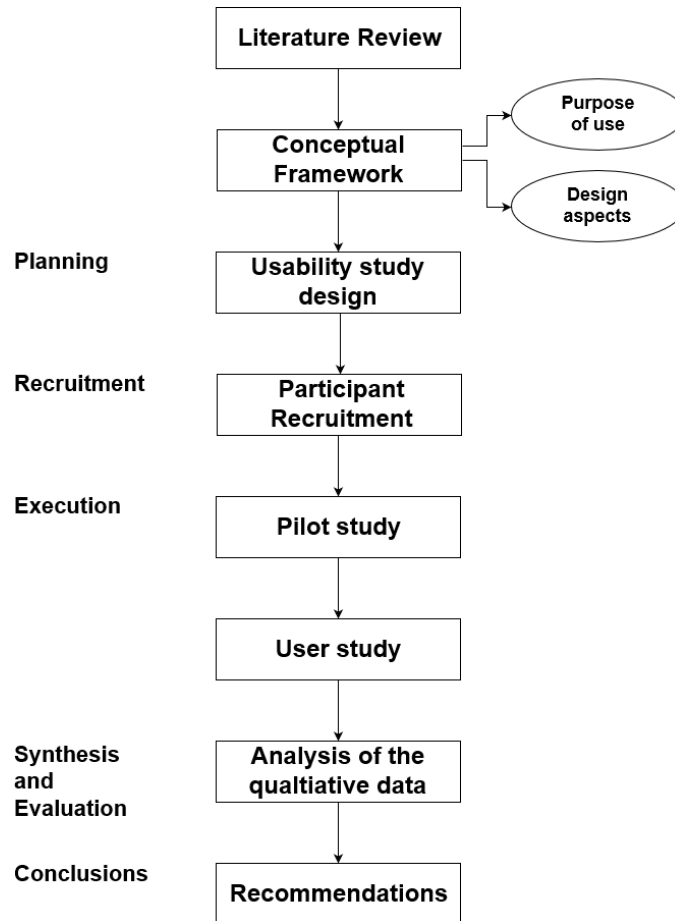 Literature Review
Purpose
of use
Conceptual
Framework
Design
aspects
Planning
Usability study
design
Recruitment
Participant
Recruitment
Execution
Pilot study
User study
Synthesis
and
Evaluation
Analysis of the
qualtiative data
Conclusions
Recommendations